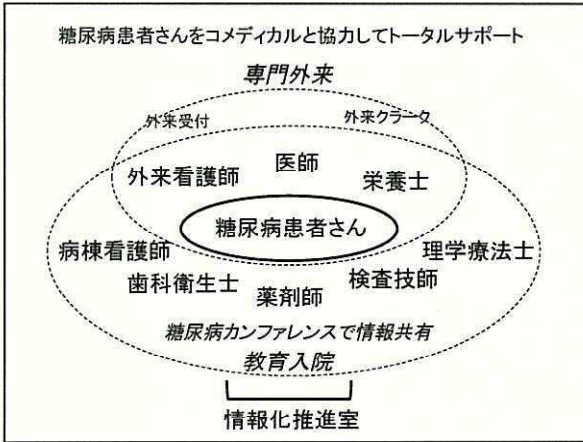 糖尿病患者さんをコメディカルと協力してトータルサポート
専門外来
外来受付
外来クラータ
医師
外来看護師
栄養士
糖尿病患者さん
病棟看護師
理学療法士
歯科衛生士
検査技師
薬剤師
糖尿病カンファレンスで情報共有
教育入院
情報化推進室